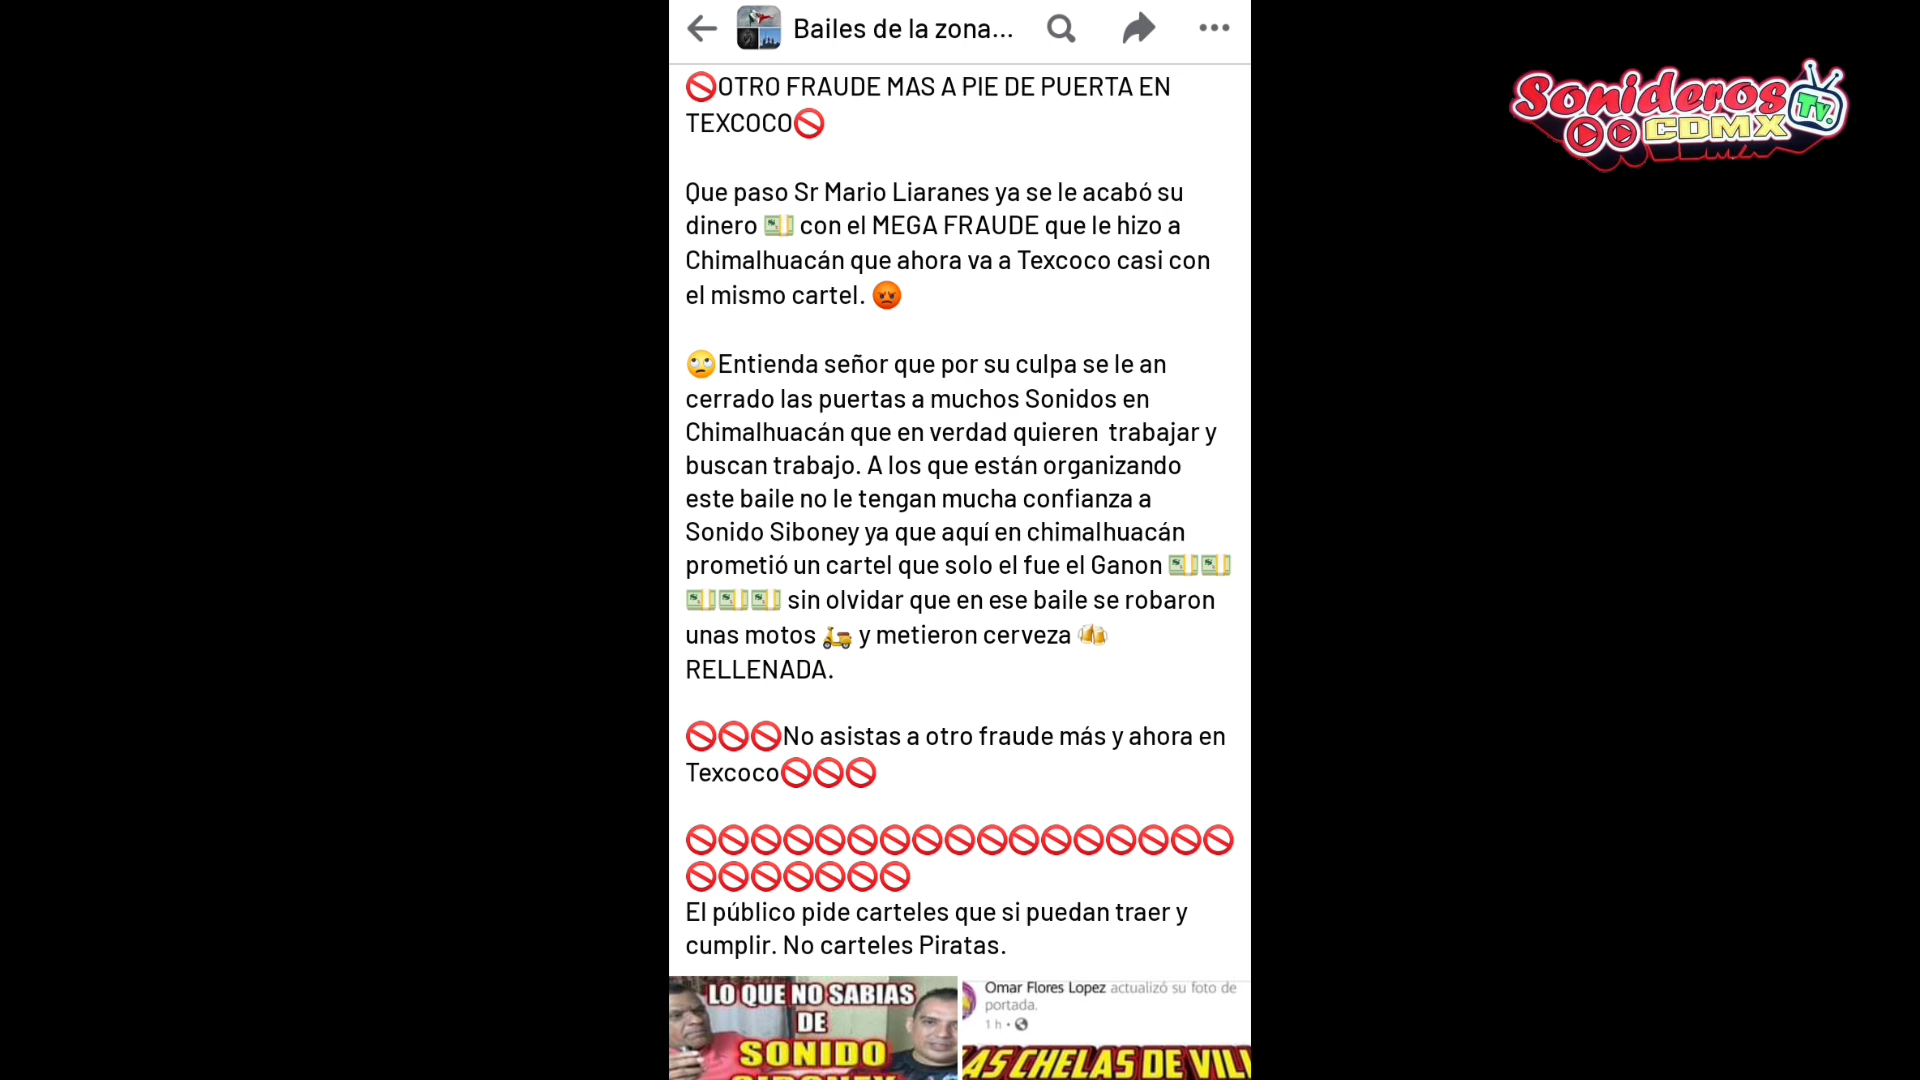 Bailes de la zona...
Sonideros
Tv.
CDMX
🚫OTRO FRAUDE MAS A PIE DE PUERTA EN
TEXCOCO🚫
Que paso Sr Mario Liaranes ya se le acabó su
dinero 💵 con el MEGA FRAUDE que le hizo a
Chimalhuacán que ahora va a Texcoco casi con
el mismo cartel. 😡
🙄Entienda señor que por su culpa se le an
cerrado las puertas a muchos Sonidos en
Chimalhuacán que en verdad quieren trabajar y
buscan trabajo. A los que están organizando
este baile no le tengan mucha confianza a
Sonido Siboney ya que aquí en chimalhuacán
prometió un cartel que solo el fue el Ganon 💵💵
💵💵💵 sin olvidar que en ese baile se robaron
unas motos 🛵 y metieron cerveza 🍻
RELLENADA.
🚫🚫🚫No asistas a otro fraude más y ahora en
Texcoco🚫🚫🚫
🚫🚫🚫🚫🚫🚫🚫🚫🚫🚫🚫🚫🚫🚫🚫🚫🚫
🚫🚫🚫🚫🚫🚫🚫
El público pide carteles que si puedan traer y
cumplir. No carteles Piratas.
LO QUE NO SABIAS
DE
SONIDO
Omar Flores Lopez actualizó su foto de
portada.
1 h
AS CHELAS DE VIL